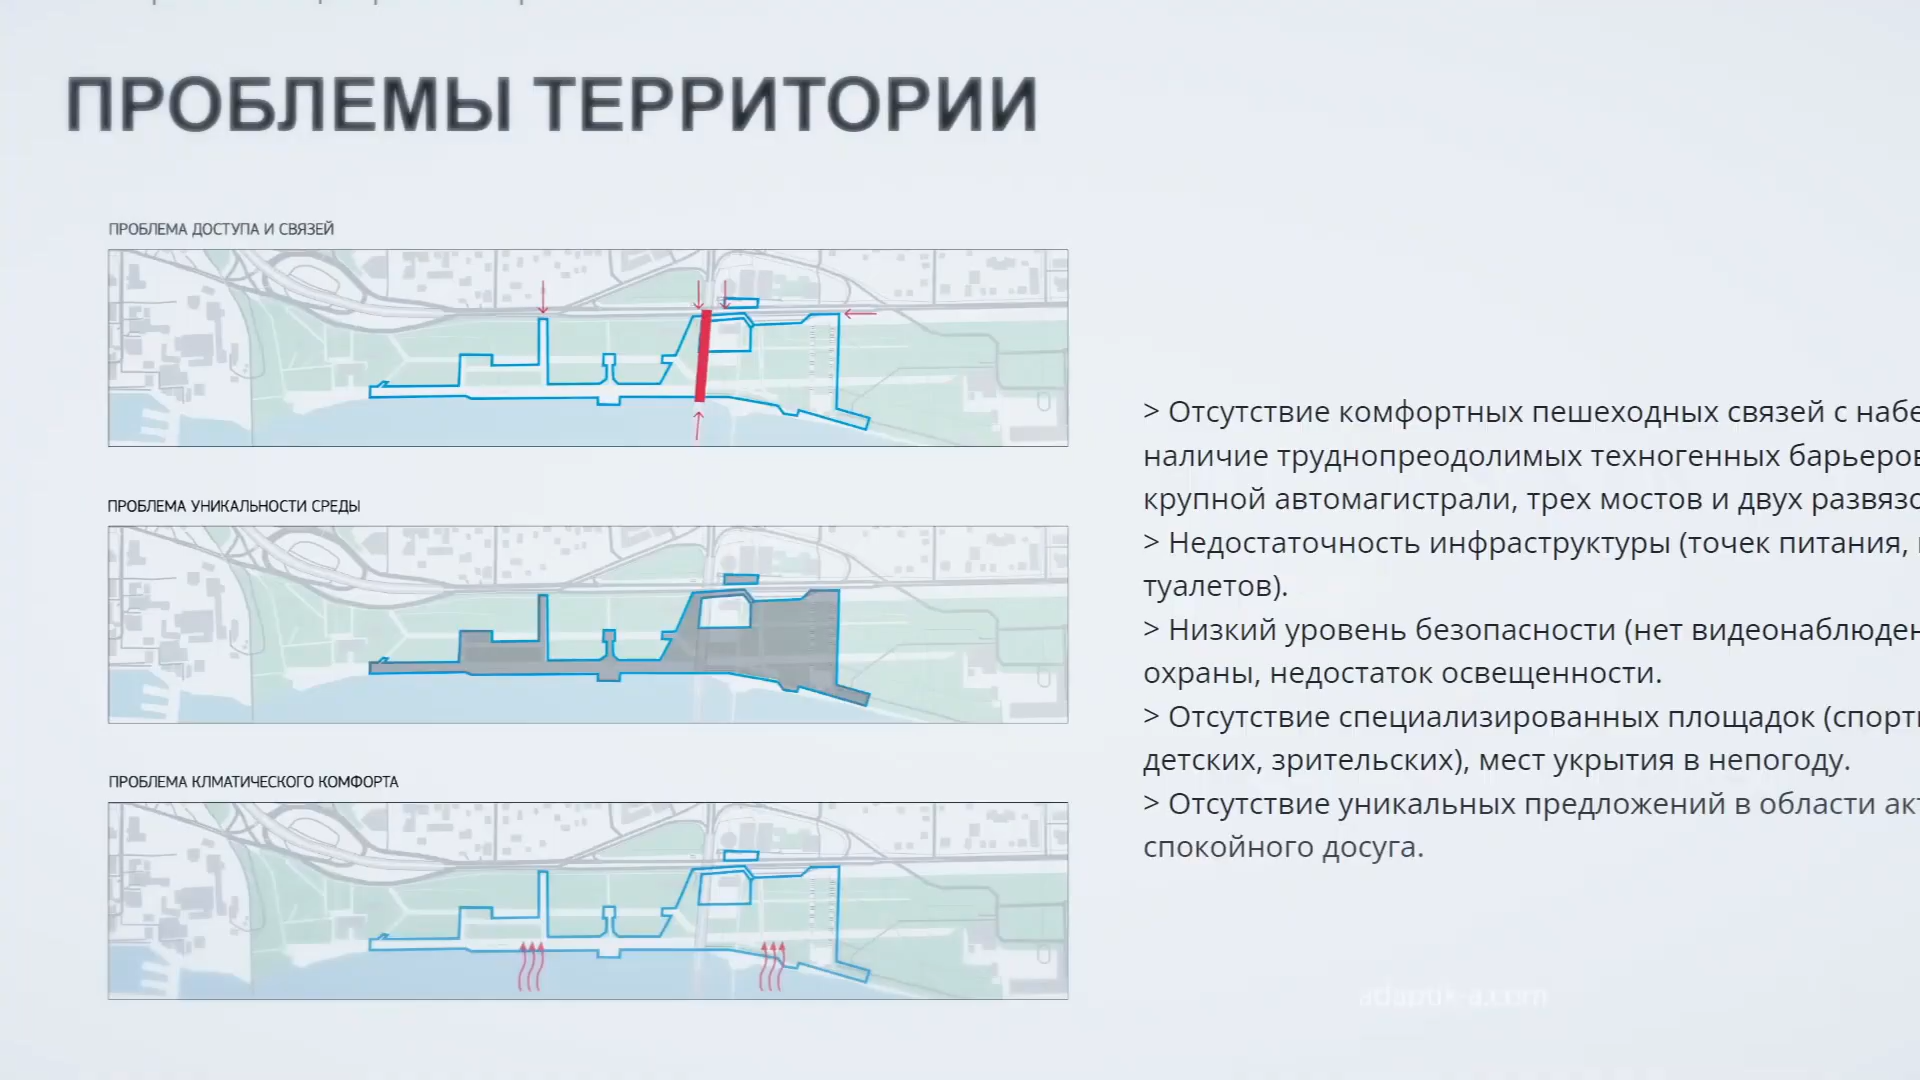 ПРОБЛЕМЫ ТЕРРИТОРИИ
ПРОБЛЕМА ДОСТУПА И СВЯЗЕЙ
ПРОБЛЕМА УНИКАЛЬНОСТИ СРЕДЫ
ПРОБЛЕМА КЛМАТИЧЕСКОГО КОМФОРТА
> Отсутствие комфортных пешеходных связей с набе
наличие труднопреодолимых техногенных барьеров
крупной автомагистрали, трех мостов и двух развязо
> Недостаточность инфраструктуры (точек питания,
туалетов).
> Низкий уровень безопасности (нет видеонаблюден
охраны, недостаток освещенности.
> Отсутствие специализированных площадок (спорт
детских, зрительских), мест укрытия в непогоду.
> Отсутствие уникальных предложений в области ак
спокойного досуга.